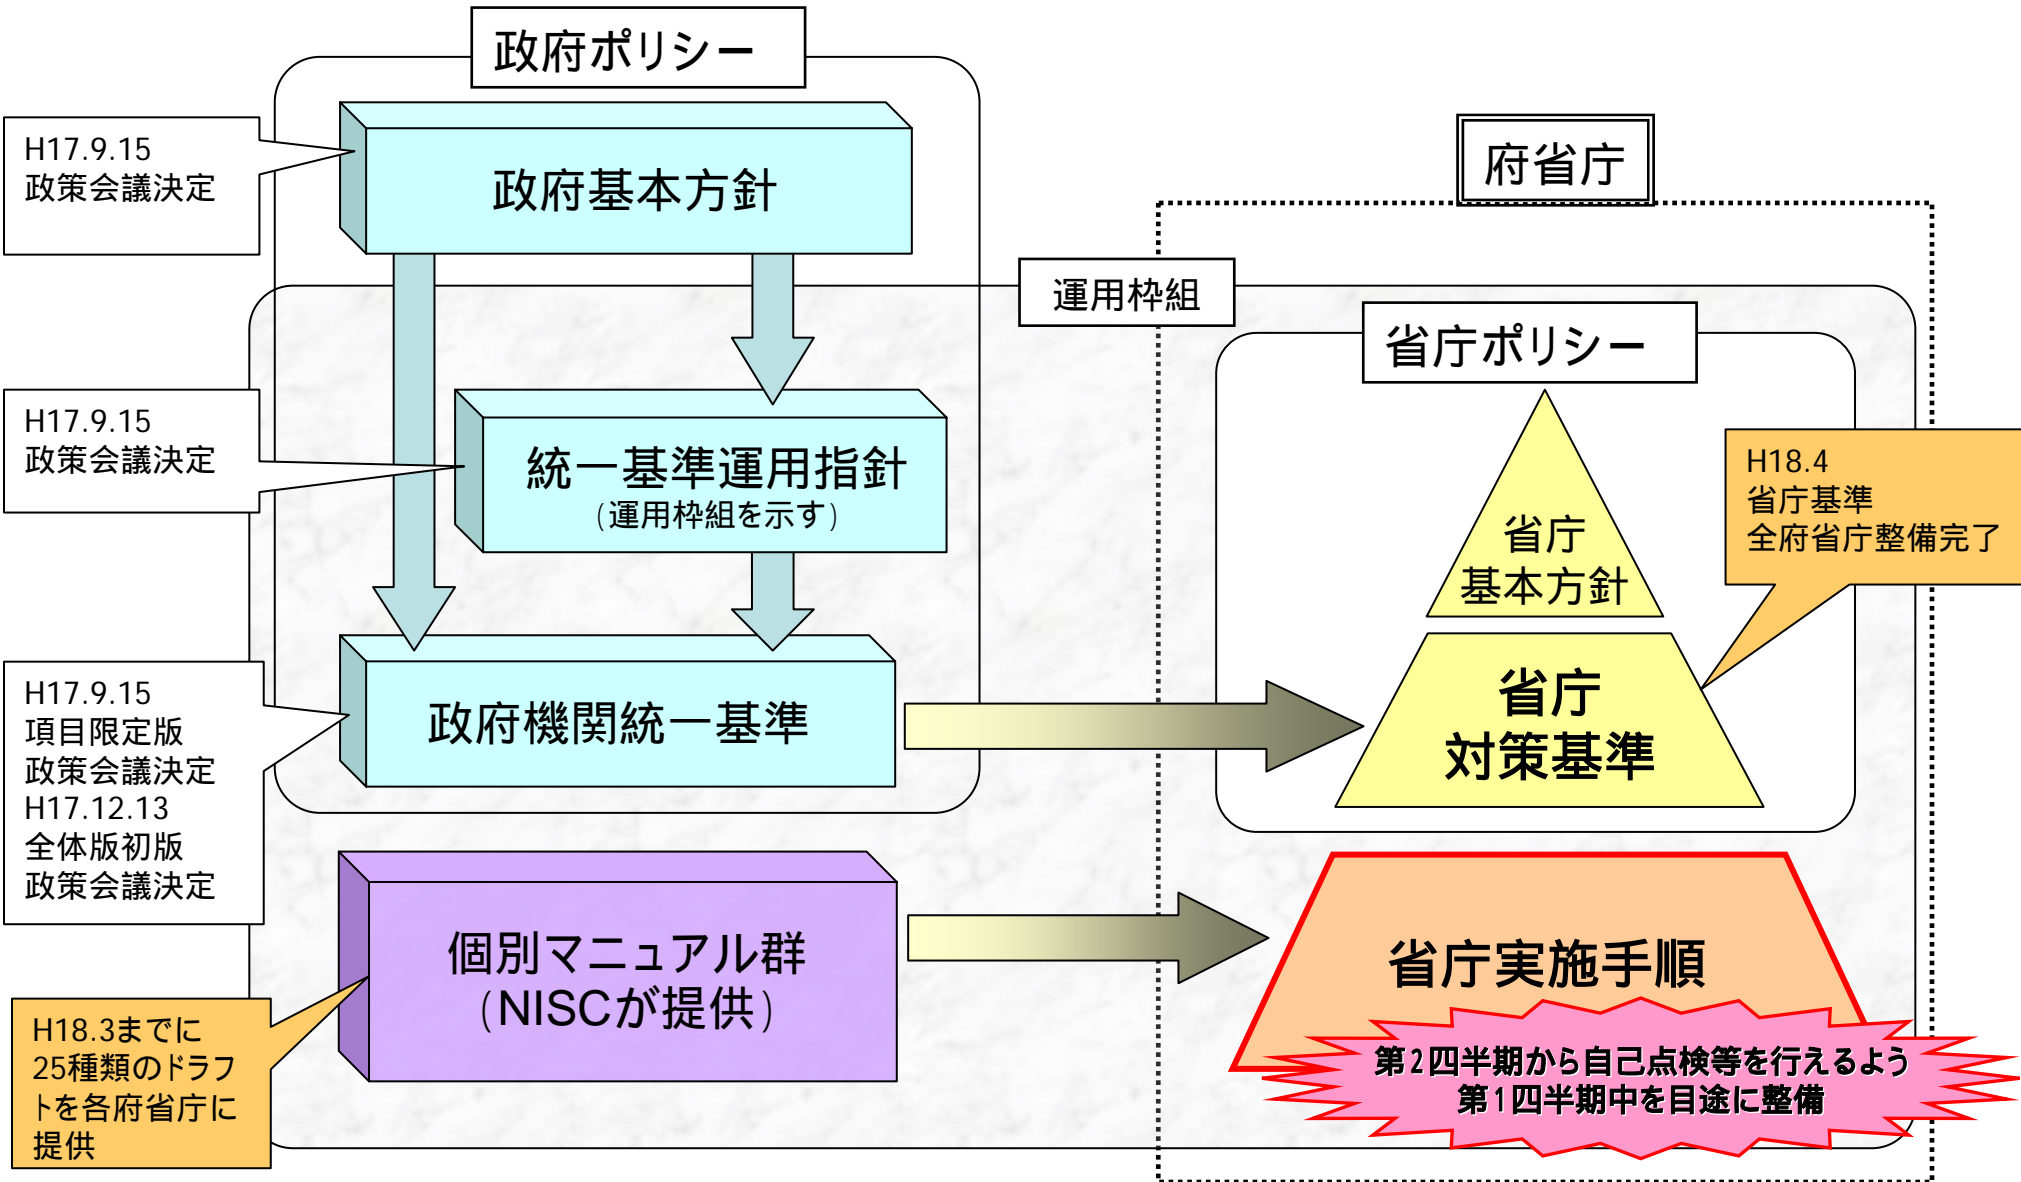 政府ポリシー
H17.9.15
政策会議決定
政府基本方針
府省庁
運用枠組
省庁ポリシー
H17.9.15
政策会議決定
統一基準運用指針
(運用枠組を示す)
H18.4
省庁基準
全府省庁整備完了
省庁
基本方針
H17.9.15
項目限定版
政策会議決定
H17.12.13
全体版初版
政策会議決定
政府機関統一基準
省庁
対策基準
個別マニュアル群
(NISCが提供)
省庁実施手順
H18.3までに
25種類のドラフ
トを各府省庁に
提供
第2四半期から自己点検等を行えるよう
第1四半期中を目途に整備